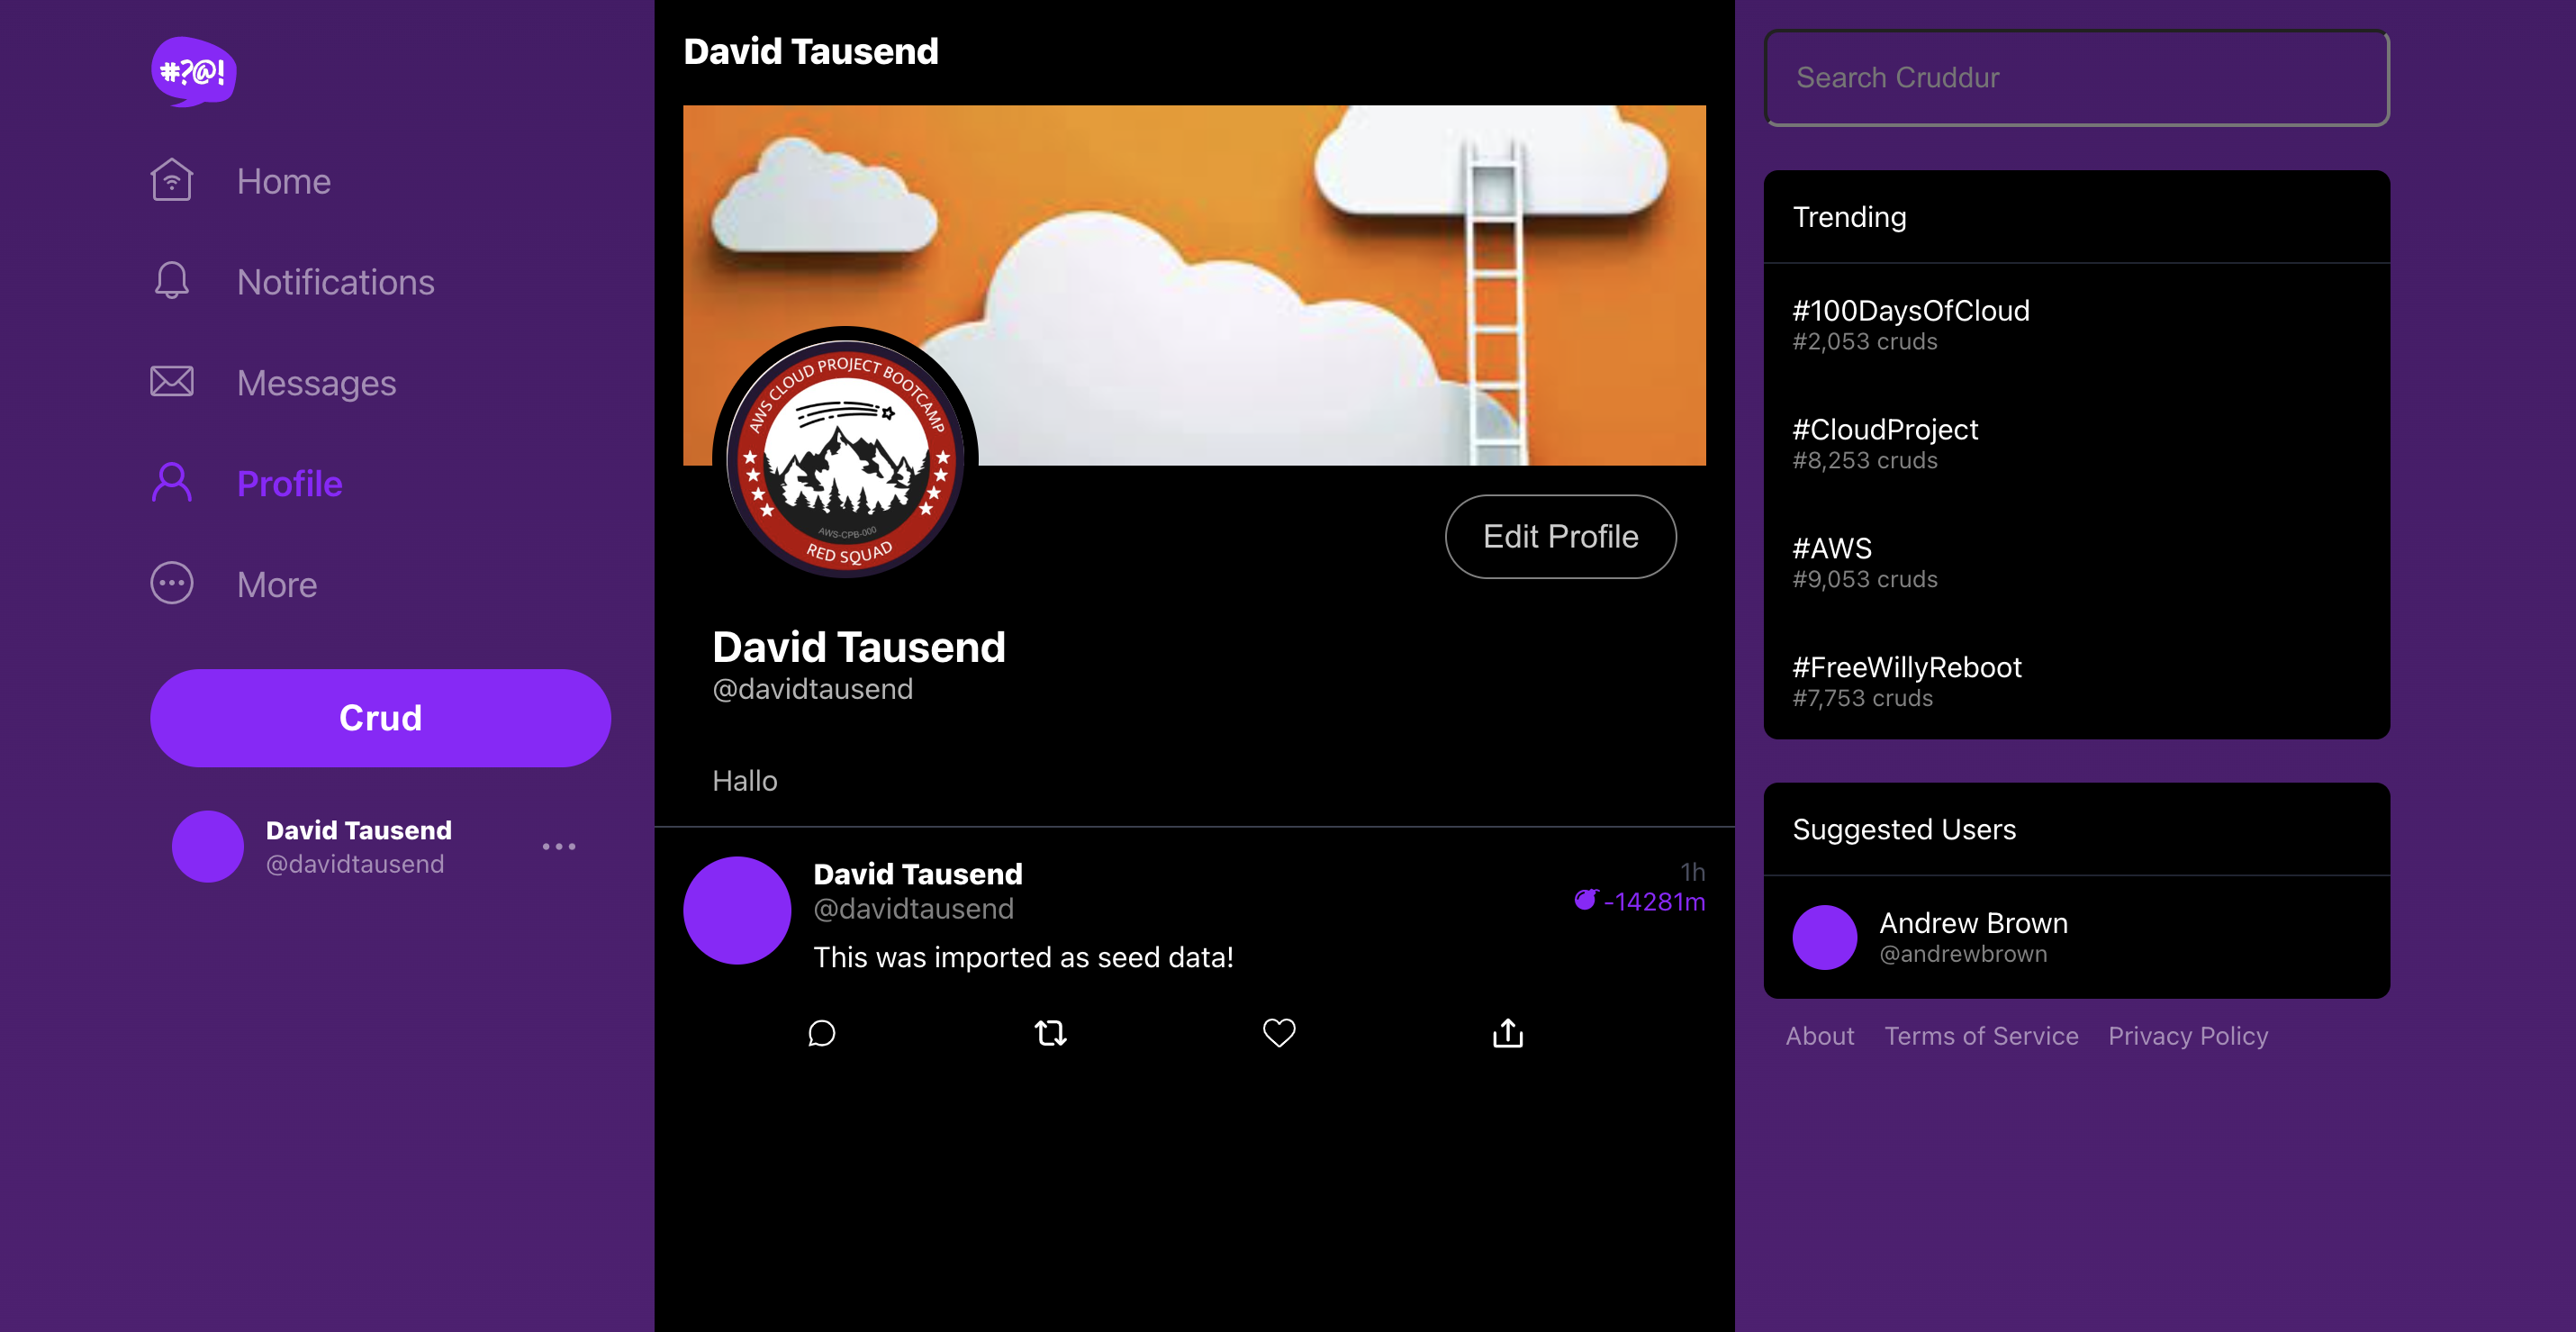 #?@!
Home
Notifications
Messages
Profile
More
Crud
David Tausend
@davidtausend
David Tausend
AWS CLOUD PROJECT BOOTCAMP
AWS-CPB-000
RED SQUAD
Edit Profile
David Tausend
@davidtausend
Hallo
David Tausend
@davidtausend
1h
-14281m
This was imported as seed data!
Search Cruddur
Trending
#100DaysOfCloud
#2,053 cruds
#CloudProject
#8,253 cruds
#AWS
#9,053 cruds
#FreeWillyReboot
#7,753 cruds
Suggested Users
Andrew Brown
@andrewbrown
About Terms of Service Privacy Policy